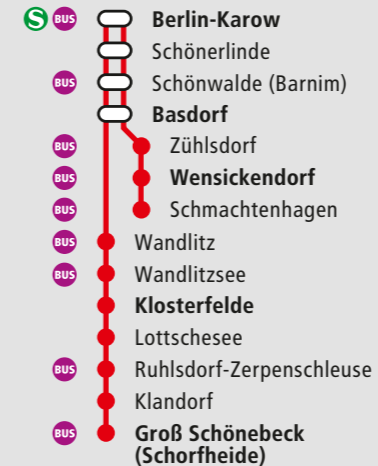 S BUS Berlin-Karow
Schönerlinde
BUS Schönwalde (Barnim)
Basdorf
BUS Zühlsdorf
BUS Wensickendorf
BUS Schmachtenhagen
BUS Wandlitz
BUS Wandlitzsee
Klosterfelde
Lottschesee
BUS Ruhlsdorf-Zerpenschleuse
Klandorf
BUS Groß Schönebeck
(Schorfheide)